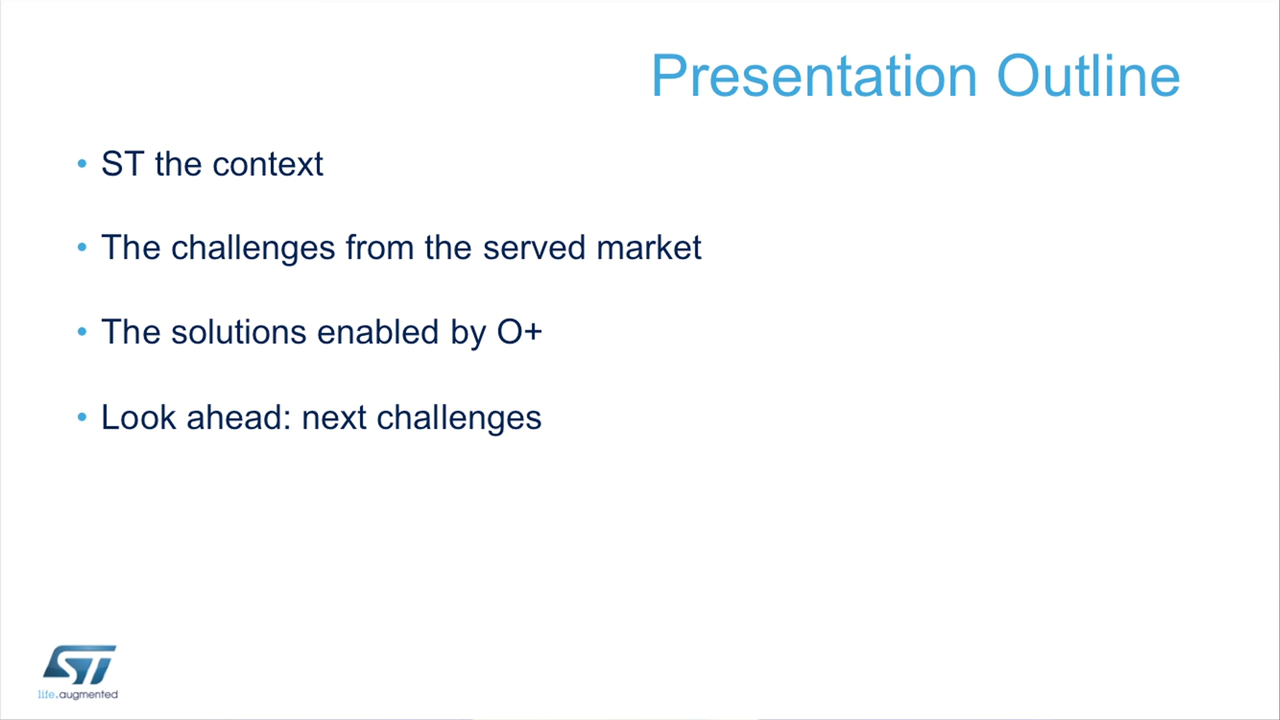 Presentation Outline
• ST the context
• The challenges from the served market
• The solutions enabled by O+
• Look ahead: next challenges
ST
life.augmented